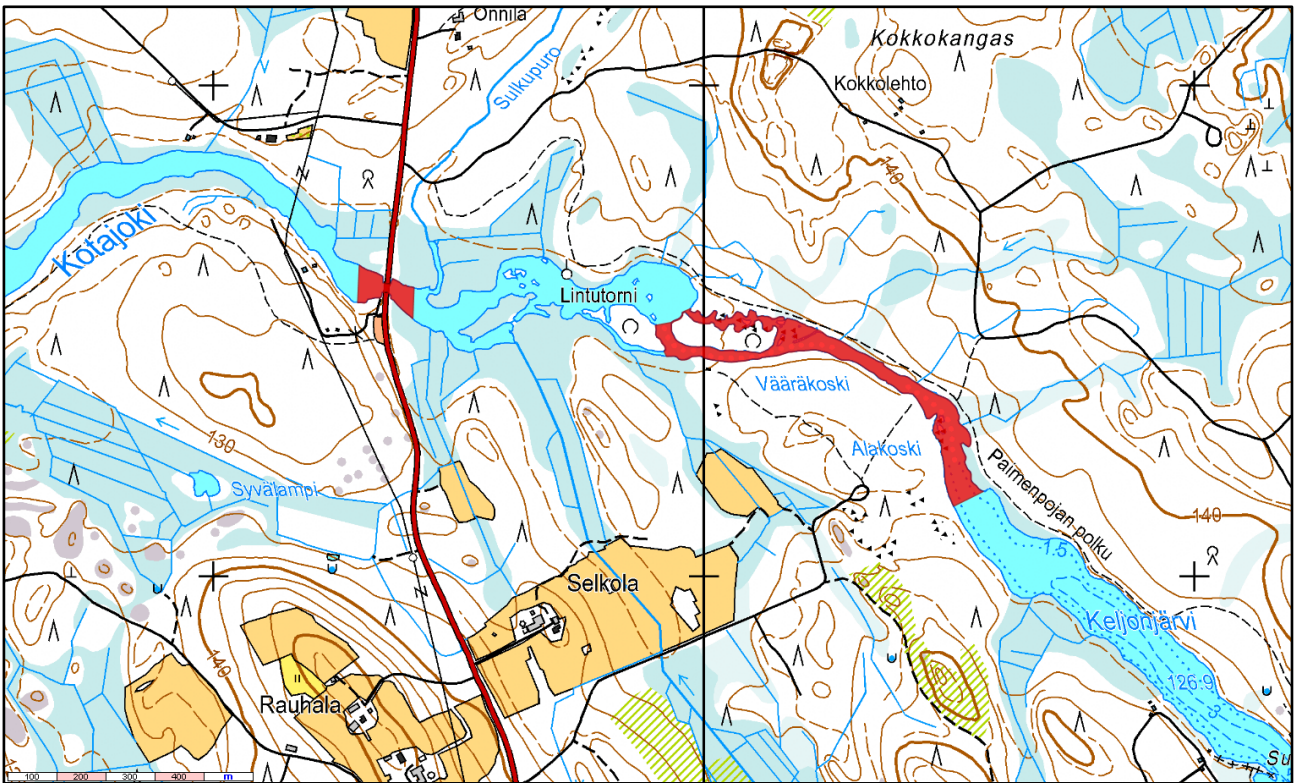 Onnila
Kokkokangas
Sulkupuro
Kokkolehto
140
Kotajoki
Lintutorni
Vääräkoski
130
Alakoski
Syvälampi
Paimenpojan polku
140
1.5
Selkola
Keljonjärvi
140
126.9
Rauhala
3
Su
100 200 300 400 m